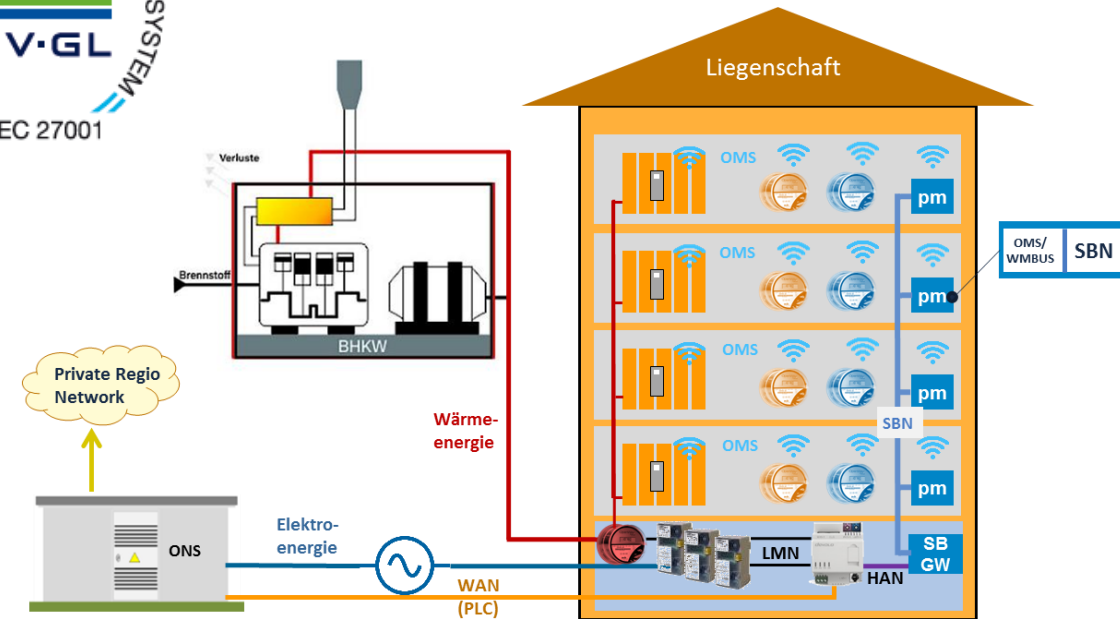 V·GL
SYSTEM
EC 27001
Liegenschaft
Verluste
Brennstoff
BHKW
OMS
pm
OMS
pm
OMS/
WMBUS
SBN
OMS
pm
SBN
OMS
pm
Private Regio
Network
Wärme-
energie
ONS
Elektro-
energie
WAN
(PLC)
LMN
HAN
SB
GW